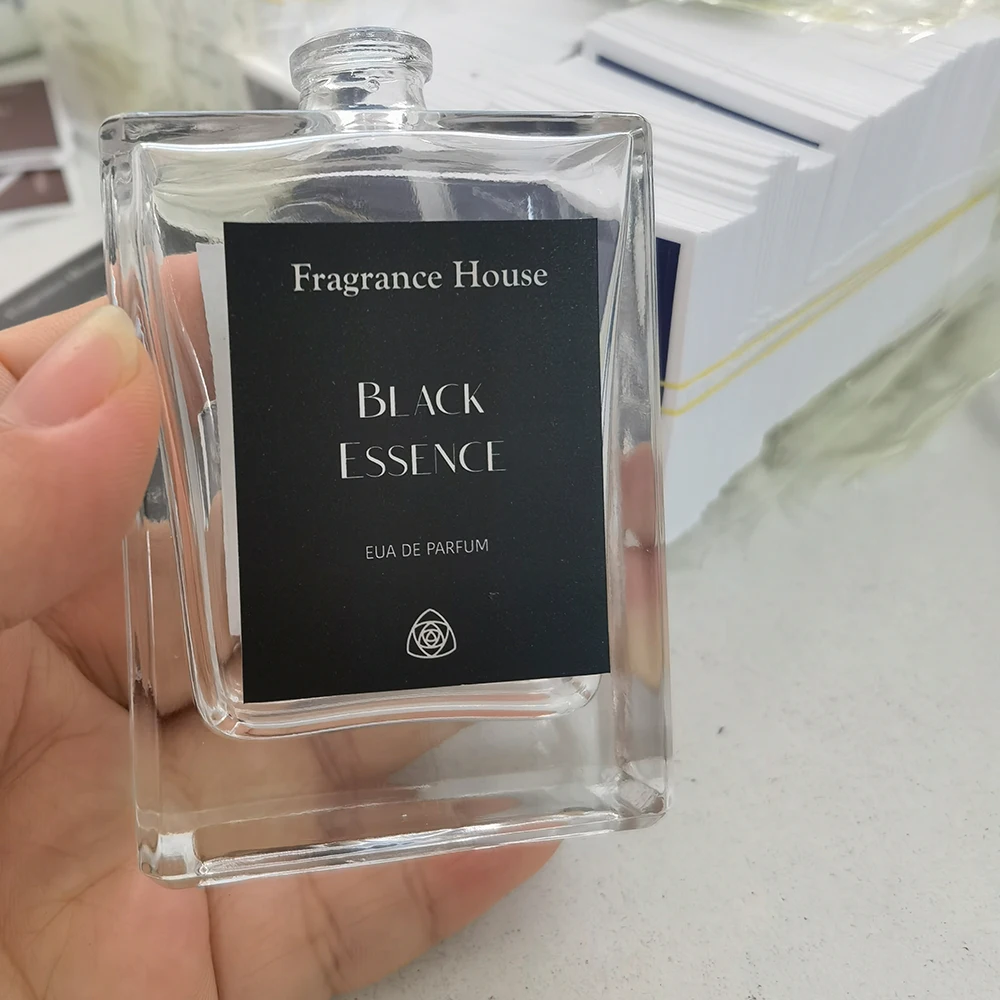 Fragrance House
BLACK
ESSENCE
EUA DE PARFUM